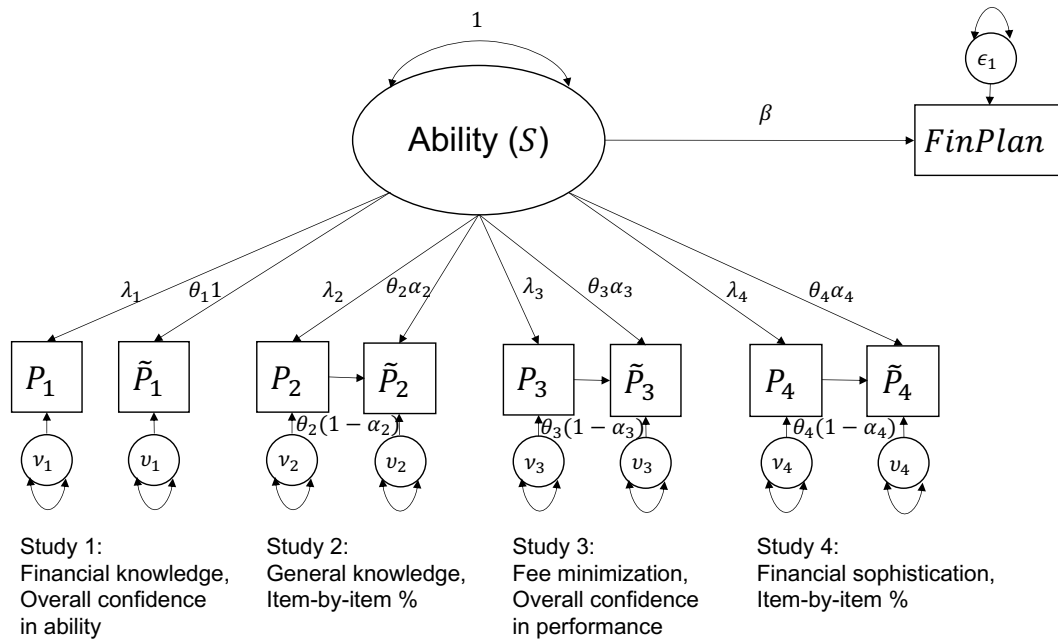 1
ϵ₁
Ability (S)
β
FinPlan
λ₁
θ₁1
λ₂
θ₂α₂
λ₃
θ₃α₃
λ₄
θ₄α₄
P₁
P̃₁
P₂
P̃₂
P₃
P̃₃
P₄
P̃₄
θ₂(1 − α₂)
θ₃(1 − α₃)
θ₄(1 − α₄)
ν₁
υ₁
ν₂
υ₂
ν₃
υ₃
ν₄
υ₄
Study 1:
Financial knowledge,
Overall confidence
in ability
Study 2:
General knowledge,
Item-by-item %
Study 3:
Fee minimization,
Overall confidence
in performance
Study 4:
Financial sophistication,
Item-by-item %